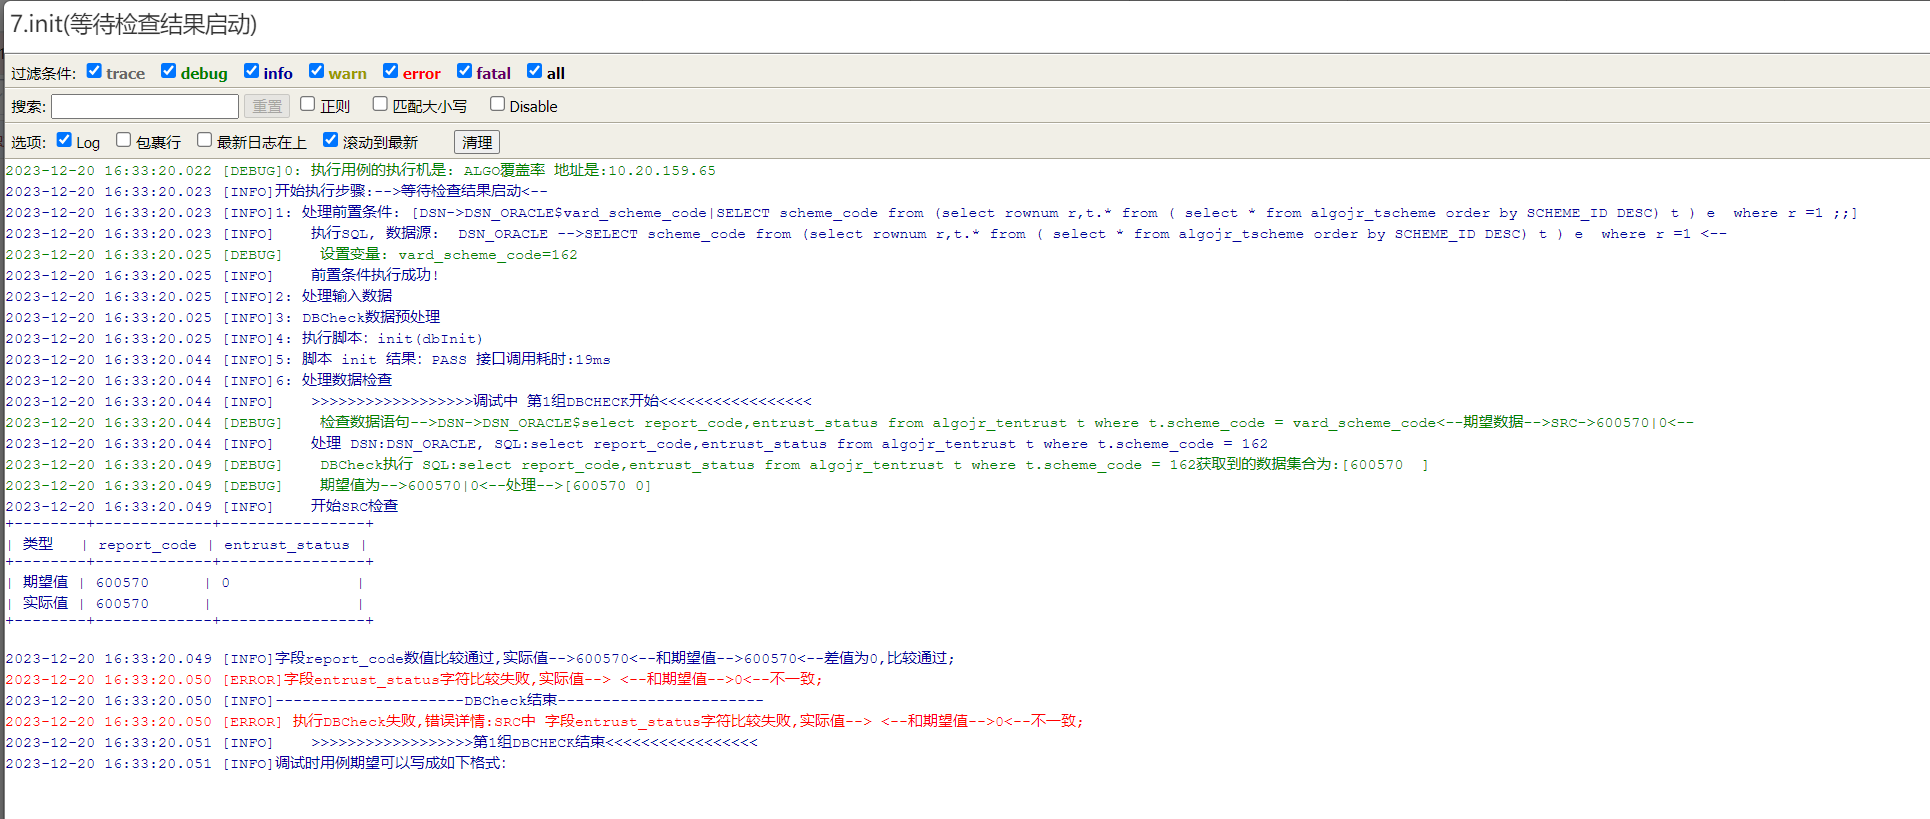 7.init(等待检查结果启动)
过滤条件: trace debug info warn error fatal all
搜索: 重置 正则 匹配大小写 Disable
选项: Log 包裹行 最新日志在上 滚动到最新 清理
2023-12-20 16:33:20.022 [DEBUG]0: 执行用例的执行机是: ALGO覆盖率 地址是:10.20.159.65
2023-12-20 16:33:20.023 [INFO]开始执行步骤:-->等待检查结果启动<--
2023-12-20 16:33:20.023 [INFO]1: 处理前置条件: [DSN->DSN_ORACLE$vard_scheme_code|SELECT scheme_code from (select rownum r,t.* from ( select * from algojr_tscheme order by SCHEME_ID DESC) t ) e  where r =1 ;;]
2023-12-20 16:33:20.023 [INFO]    执行SQL, 数据源:  DSN_ORACLE -->SELECT scheme_code from (select rownum r,t.* from ( select * from algojr_tscheme order by SCHEME_ID DESC) t ) e  where r =1 <--
2023-12-20 16:33:20.025 [DEBUG]    设置变量: vard_scheme_code=162
2023-12-20 16:33:20.025 [INFO]    前置条件执行成功!
2023-12-20 16:33:20.025 [INFO]2: 处理输入数据
2023-12-20 16:33:20.025 [INFO]3: DBCheck数据预处理
2023-12-20 16:33:20.025 [INFO]4: 执行脚本: init(dbInit)
2023-12-20 16:33:20.044 [INFO]5: 脚本 init 结果: PASS 接口调用耗时:19ms
2023-12-20 16:33:20.044 [INFO]6: 处理数据检查
2023-12-20 16:33:20.044 [INFO]    >>>>>>>>>>>>>>>>>>调试中 第1组DBCHECK开始<<<<<<<<<<<<<<<<<
2023-12-20 16:33:20.044 [DEBUG]    检查数据语句-->DSN->DSN_ORACLE$select report_code,entrust_status from algojr_tentrust t where t.scheme_code = vard_scheme_code<--期望数据-->SRC->600570|0<--
2023-12-20 16:33:20.044 [INFO]    处理 DSN:DSN_ORACLE, SQL:select report_code,entrust_status from algojr_tentrust t where t.scheme_code = 162
2023-12-20 16:33:20.049 [DEBUG]    DBCheck执行 SQL:select report_code,entrust_status from algojr_tentrust t where t.scheme_code = 162获取到的数据集合为:[600570  ]
2023-12-20 16:33:20.049 [DEBUG]    期望值为-->600570|0<--处理-->[600570 0]
2023-12-20 16:33:20.049 [INFO]    开始SRC检查
+--------+-------------+----------------+
| 类型   | report_code | entrust_status |
+--------+-------------+----------------+
| 期望值 | 600570      | 0              |
| 实际值 | 600570      |                |
+--------+-------------+----------------+
2023-12-20 16:33:20.049 [INFO]字段report_code数值比较通过,实际值-->600570<--和期望值-->600570<--差值为0,比较通过;
2023-12-20 16:33:20.050 [ERROR]字段entrust_status字符比较失败,实际值--> <--和期望值-->0<--不一致;
2023-12-20 16:33:20.050 [INFO]---------------------DBCheck结束-----------------------
2023-12-20 16:33:20.050 [ERROR] 执行DBCheck失败,错误详情:SRC中 字段entrust_status字符比较失败,实际值--> <--和期望值-->0<--不一致;
2023-12-20 16:33:20.051 [INFO]    >>>>>>>>>>>>>>>>>>第1组DBCHECK结束<<<<<<<<<<<<<<<<<
2023-12-20 16:33:20.051 [INFO]调试时用例期望可以写成如下格式: